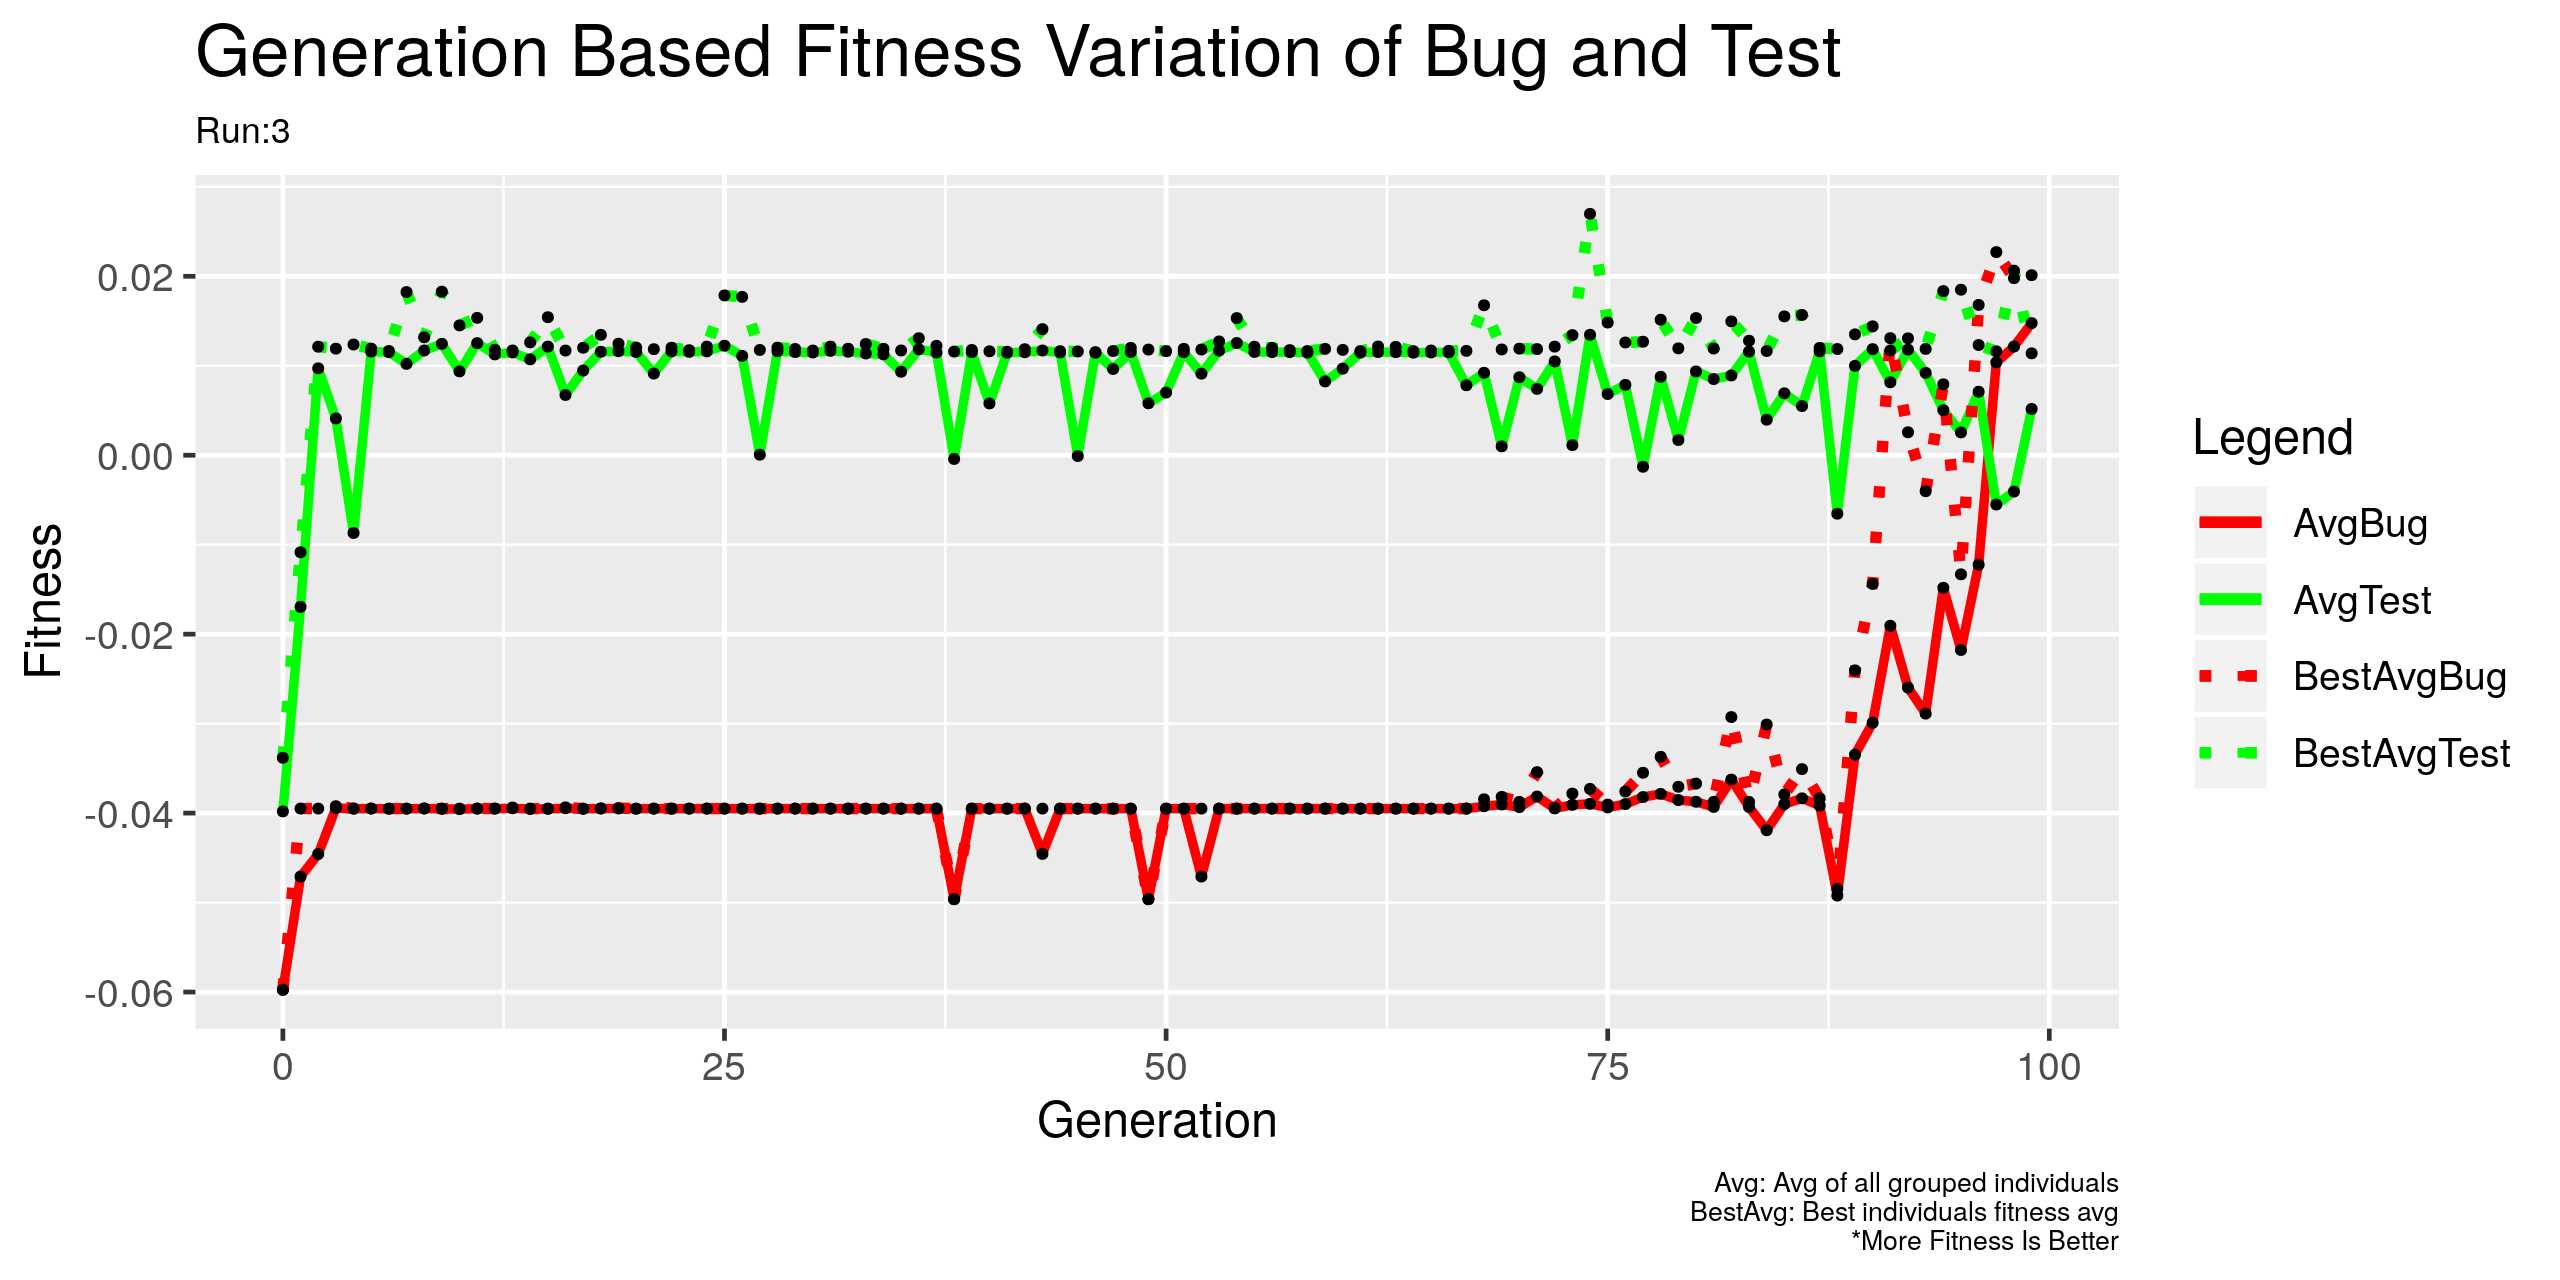 Generation Based Fitness Variation of Bug and Test
Run:3
Fitness
0.02
0.00
-0.02
-0.04
-0.06
0
25
50
75
100
Generation
Legend
AvgBug
AvgTest
BestAvgBug
BestAvgTest
Avg: Avg of all grouped individuals
BestAvg: Best individuals fitness avg
*More Fitness Is Better